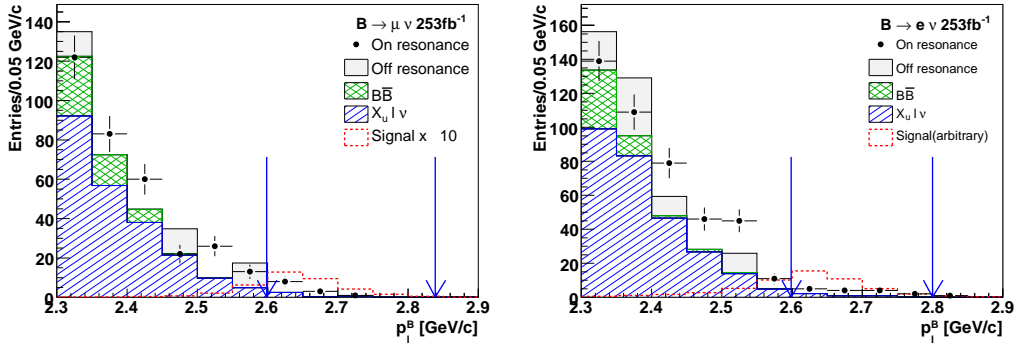 B → μ ν 253fb⁻¹
On resonance
Off resonance
BB̅
Xᵤ l ν
Signal x 10
Entries/0.05 GeV/c
140
120
100
80
60
40
20
0
2.3 2.4 2.5 2.6 2.7 2.8 2.9
pₗᴮ [GeV/c]
B → e ν 253fb⁻¹
On resonance
Off resonance
BB̅
Xᵤ l ν
Signal(arbitrary)
Entries/0.05 GeV/c
160
140
120
100
80
60
40
20
0
2.3 2.4 2.5 2.6 2.7 2.8 2.9
pₗᴮ [GeV/c]